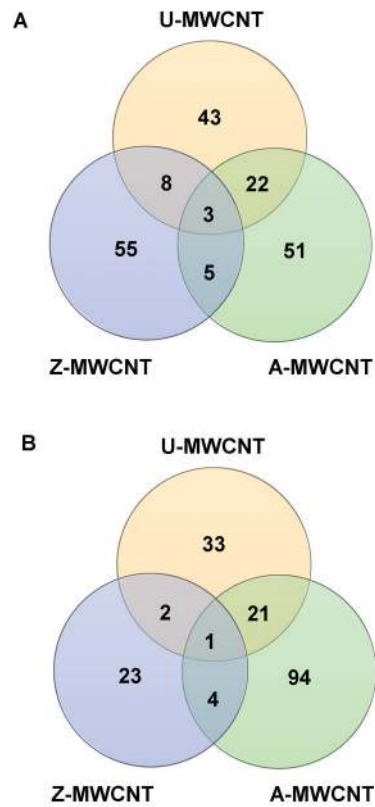 A
U-MWCNT
43
8
22
3
55
5
51
Z-MWCNT A-MWCNT
B
U-MWCNT
33
2
21
1
23
4
94
Z-MWCNT A-MWCNT